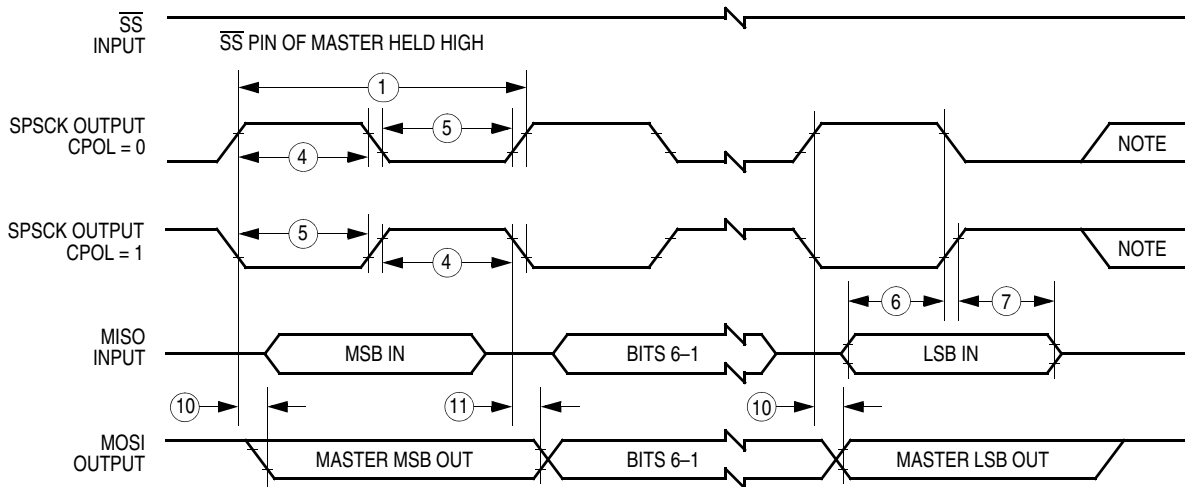 SS
INPUT
SS PIN OF MASTER HELD HIGH
1
SPSCK OUTPUT
CPOL = 0
5
4
NOTE
SPSCK OUTPUT
CPOL = 1
5
4
NOTE
6
7
MISO
INPUT
MSB IN
BITS 6–1
LSB IN
10
11
10
MOSI
OUTPUT
MASTER MSB OUT
BITS 6–1
MASTER LSB OUT